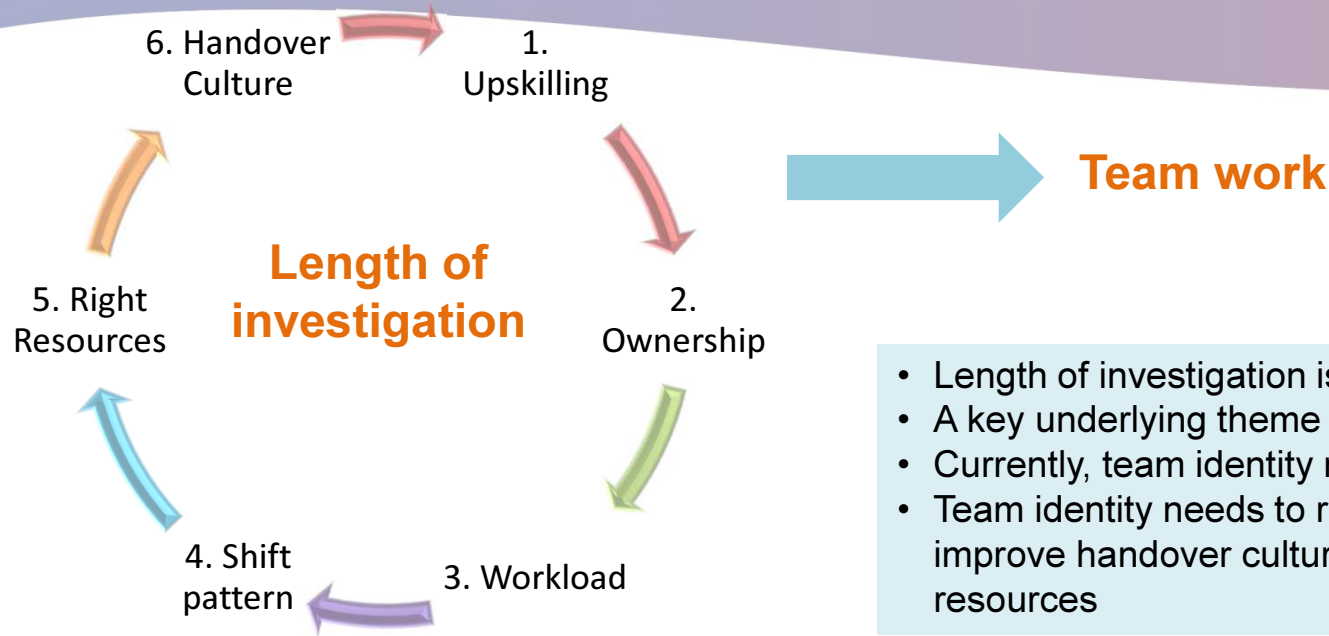 6. Handover
Culture
1.
Upskilling
Team work
Length of
investigation
5. Right
Resources
2.
Ownership
4. Shift
pattern
3. Workload
• Length of investigation is
• A key underlying theme
• Currently, team identity
• Team identity needs to
improve handover
resources